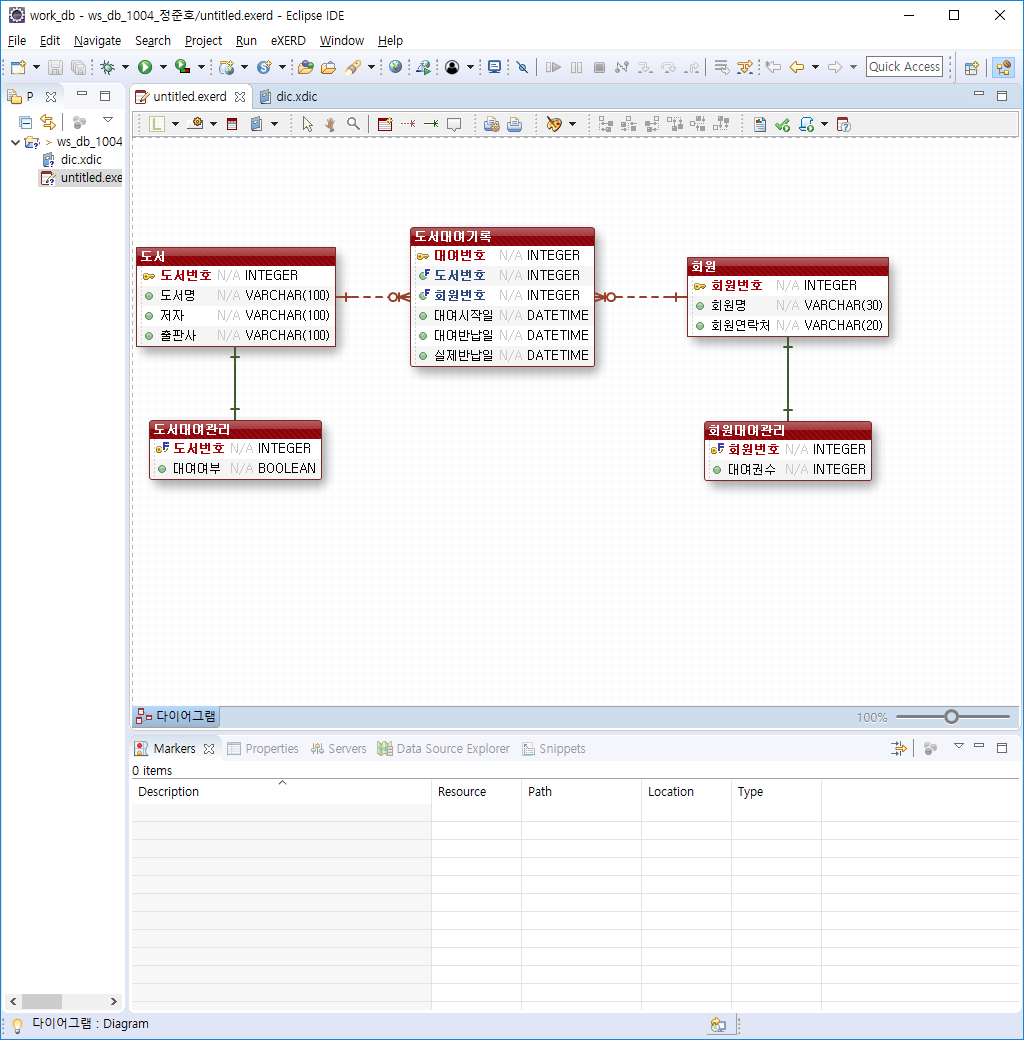 work_db - ws_db_1004_정준호/untitled.exerd - Eclipse IDE
File Edit Navigate Search Project Run eXERD Window Help
Quick Access
P
untitled.exerd
dic.xdic
L
> ws_db_1004
dic.xdic
untitled.exe
도서
도서번호 N/A INTEGER
도서명 N/A VARCHAR(100)
저자 N/A VARCHAR(100)
출판사 N/A VARCHAR(100)
도서대여기록
대여번호 N/A INTEGER
도서번호 N/A INTEGER
회원번호 N/A INTEGER
대여시작일 N/A DATETIME
대여반납일 N/A DATETIME
실제반납일 N/A DATETIME
회원
회원번호 N/A INTEGER
회원명 N/A VARCHAR(30)
회원연락처 N/A VARCHAR(20)
도서대여관리
도서번호 N/A INTEGER
대여여부 N/A BOOLEAN
회원대여관리
회원번호 N/A INTEGER
대여권수 N/A INTEGER
다이어그램
100%
Markers Properties Servers Data Source Explorer Snippets
0 items
Description Resource Path Location Type
다이어그램 : Diagram